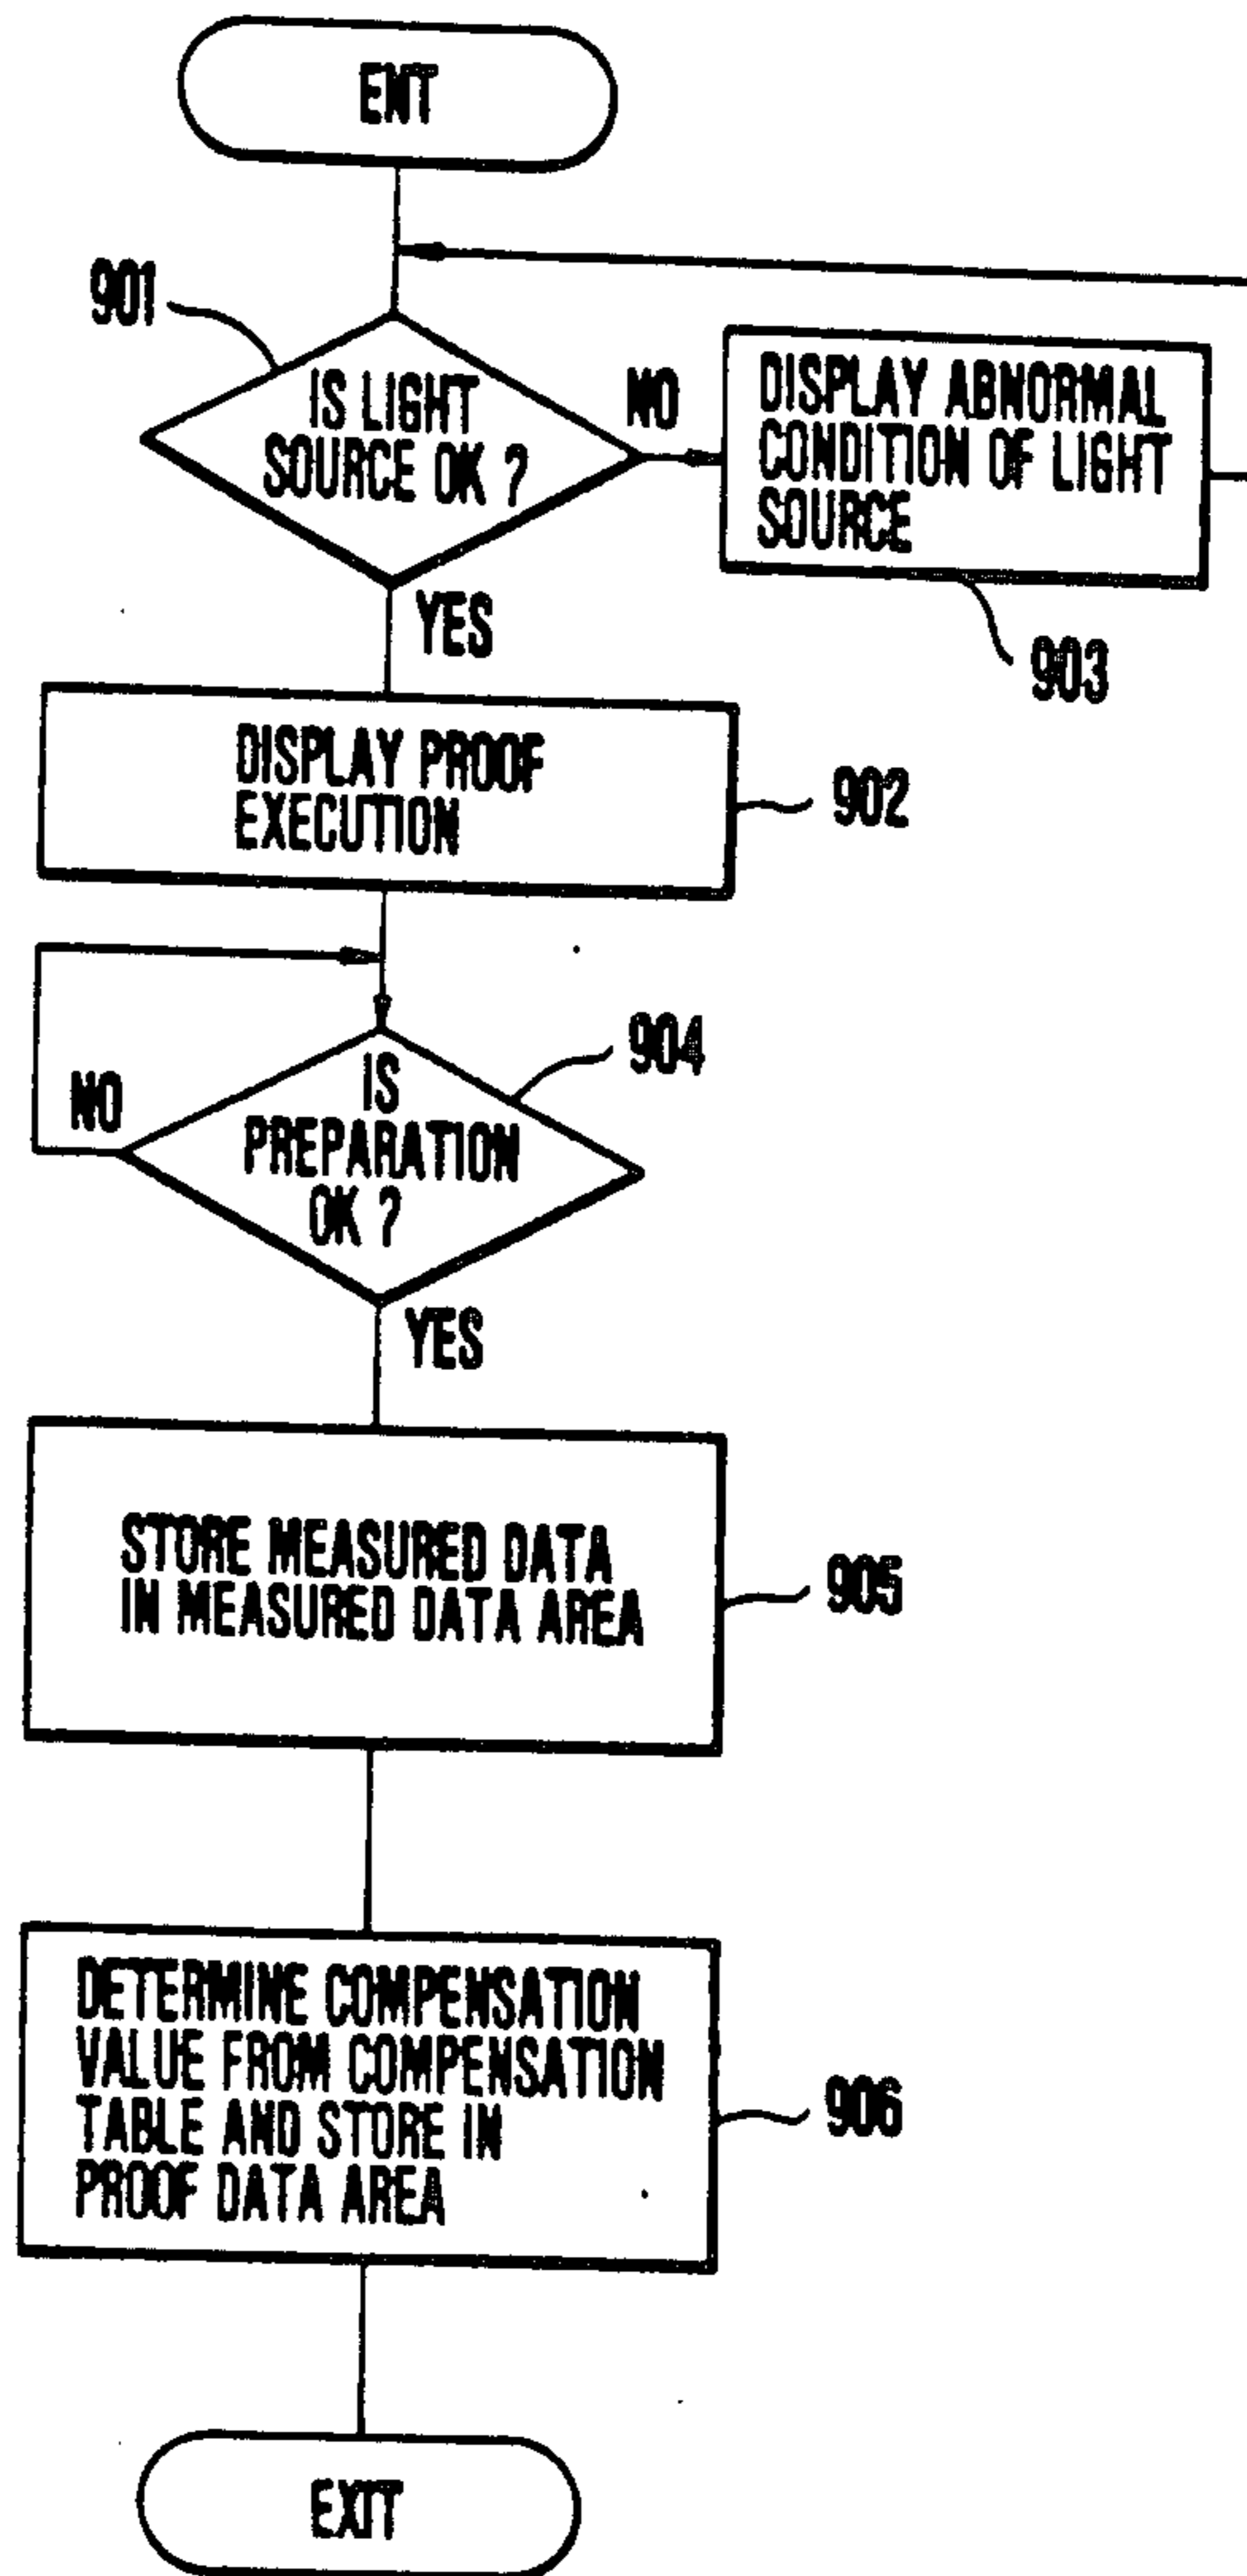 ENT
901
IS LIGHT
SOURCE OK ?
NO
DISPLAY ABNORMAL
CONDITION OF LIGHT
SOURCE
903
YES
DISPLAY PROOF
EXECUTION
902
904
IS
PREPARATION
OK ?
NO
YES
STORE MEASURED DATA
IN MEASURED DATA AREA
905
DETERMINE COMPENSATION
VALUE FROM COMPENSATION
TABLE AND STORE IN
PROOF DATA AREA
906
EXIT